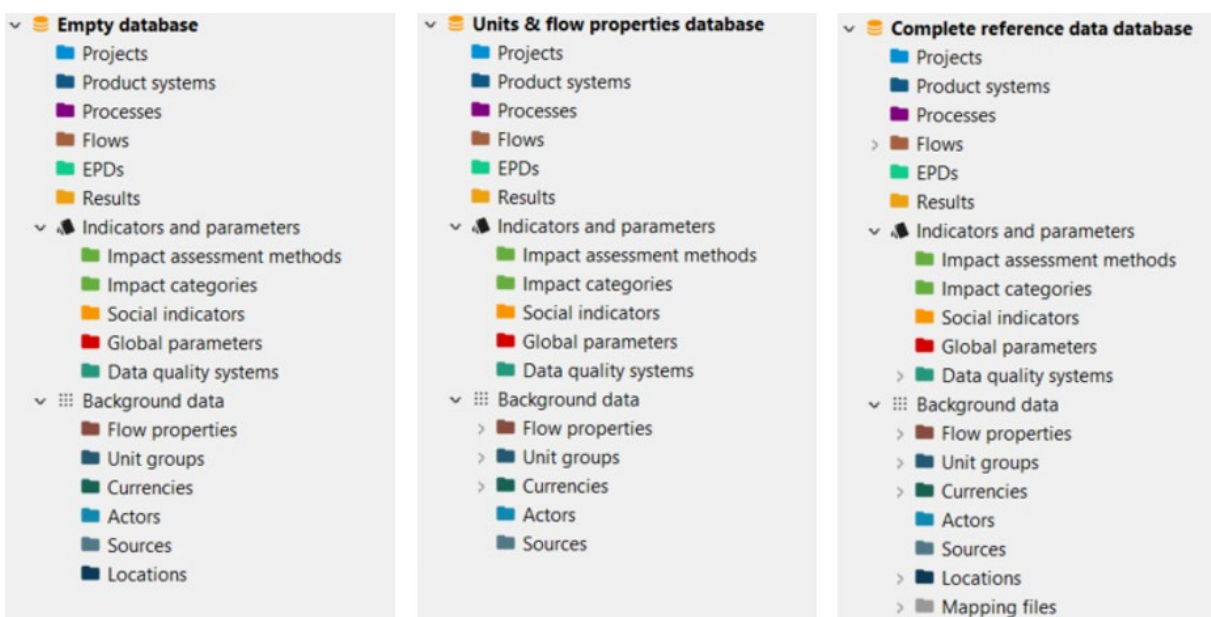 Empty database
Projects
Product systems
Processes
Flows
EPDs
Results
Indicators and parameters
Impact assessment methods
Impact categories
Social indicators
Global parameters
Data quality systems
Background data
Flow properties
Unit groups
Currencies
Actors
Sources
Locations
Units & flow properties database
Projects
Product systems
Processes
Flows
EPDs
Results
Indicators and parameters
Impact assessment methods
Impact categories
Social indicators
Global parameters
Data quality systems
Background data
Flow properties
Unit groups
Currencies
Actors
Sources
Complete reference data database
Projects
Product systems
Processes
Flows
EPDs
Results
Indicators and parameters
Impact assessment methods
Impact categories
Social indicators
Global parameters
Data quality systems
Background data
Flow properties
Unit groups
Currencies
Actors
Sources
Locations
Mapping files